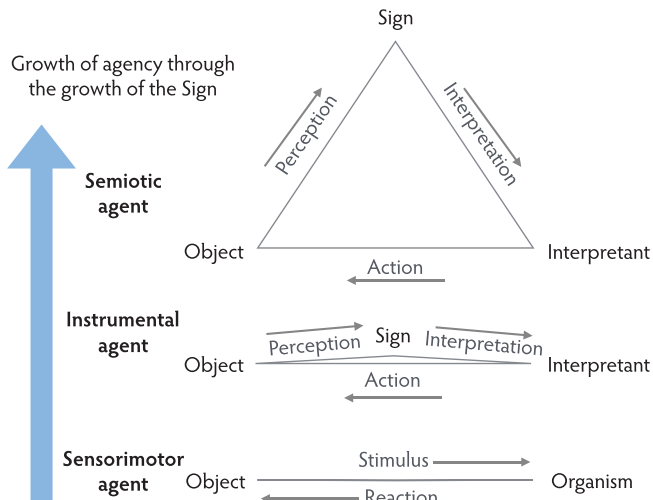 Sign
Growth of agency through
the growth of the Sign
Perception
Interpretation
Semiotic
agent
Object
Interpretant
Action
Instrumental
agent
Perception
Sign
Interpretation
Object
Interpretant
Action
Sensorimotor
agent
Stimulus
Object
Organism
Reaction